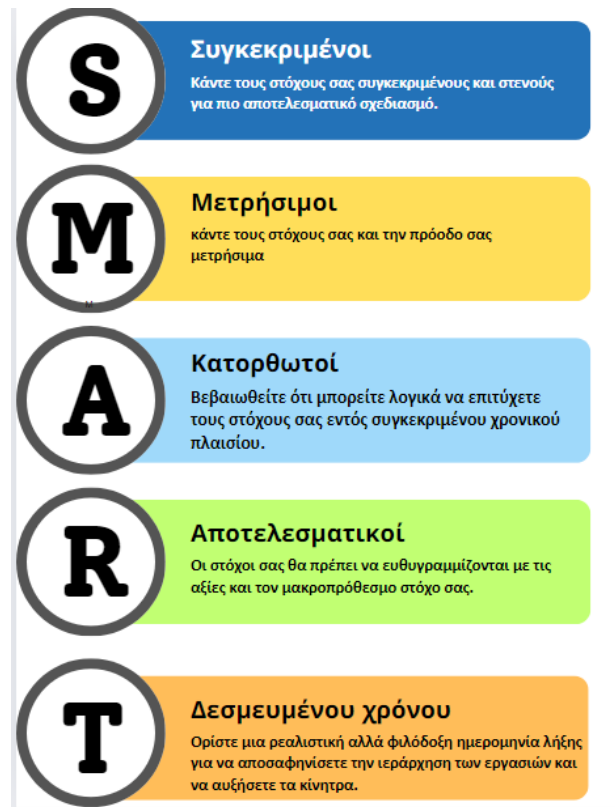 S
Συγκεκριμένοι
Κάντε τους στόχους σας συγκεκριμένους και στενούς
για πιο αποτελεσματικό σχεδιασμό.
M
Μετρήσιμοι
κάντε τους στόχους σας και την πρόοδο σας
μετρήσιμα
M
A
Κατορθωτοί
Βεβαιωθείτε ότι μπορείτε λογικά να επιτύχετε
τους στόχους σας εντός συγκεκριμένου χρονικού
πλαισίου.
R
Αποτελεσματικοί
Οι στόχοι σας θα πρέπει να ευθυγραμμίζονται με τις
αξίες και τον μακροπρόθεσμο στόχο σας.
T
Δεσμευμένου χρόνου
Ορίστε μια ρεαλιστική αλλά φιλόδοξη ημερομηνία λήξης
για να αποσαφηνίσετε την ιεράρχηση των εργασιών και
να αυξήσετε τα κίνητρα.